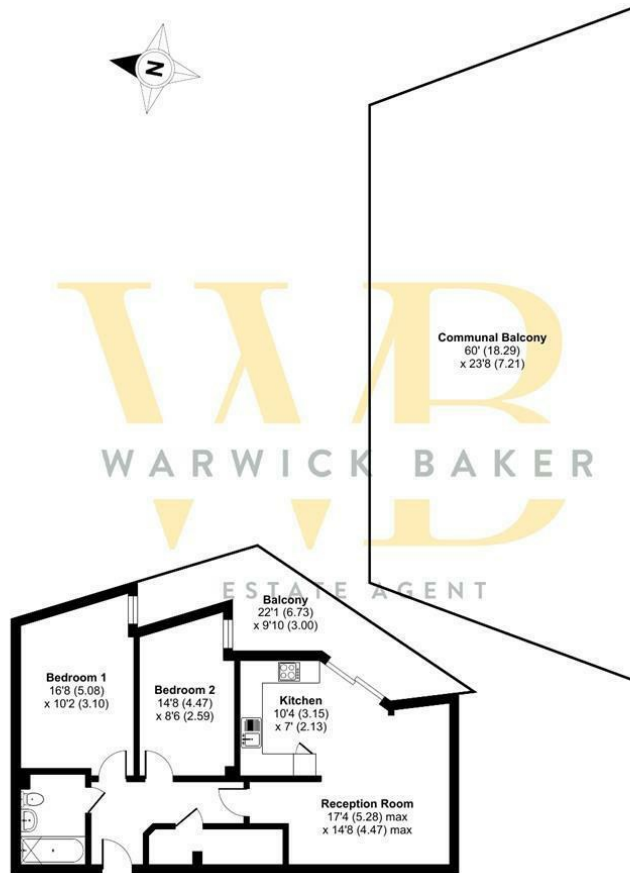 N
Communal Balcony
60' (18.29)
x 23'8 (7.21)
WB
WARWICK BAKER
ESTATE AGENT
Balcony
22'1 (6.73)
x 9'10 (3.00)
Bedroom 1
16'8 (5.08)
x 10'2 (3.10)
Bedroom 2
14'8 (4.47)
x 8'6 (2.59)
Kitchen
10'4 (3.15)
x 7' (2.13)
Reception Room
17'4 (5.28) max
x 14'8 (4.47) max